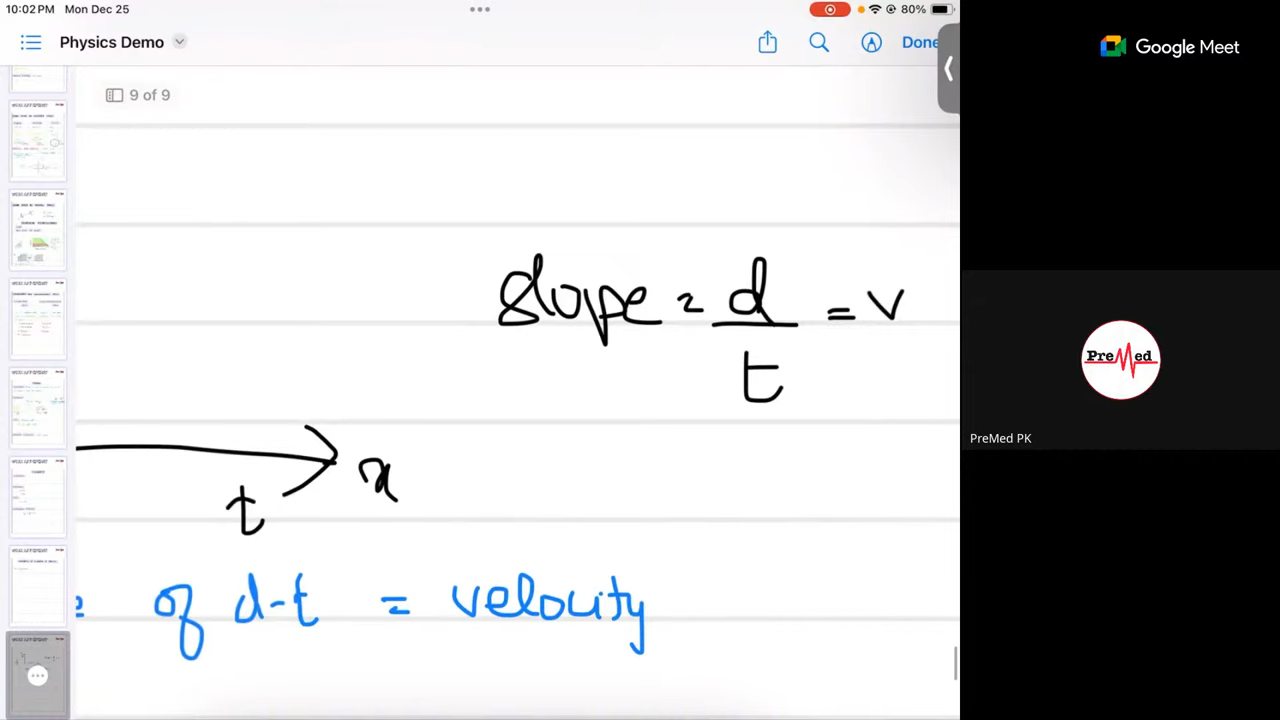 10:02 PM Mon Dec 25
80%
Physics Demo
Done
Google Meet
9 of 9
slope = d/t = v
t x
of d-t = velocity
PreMed
PreMed PK